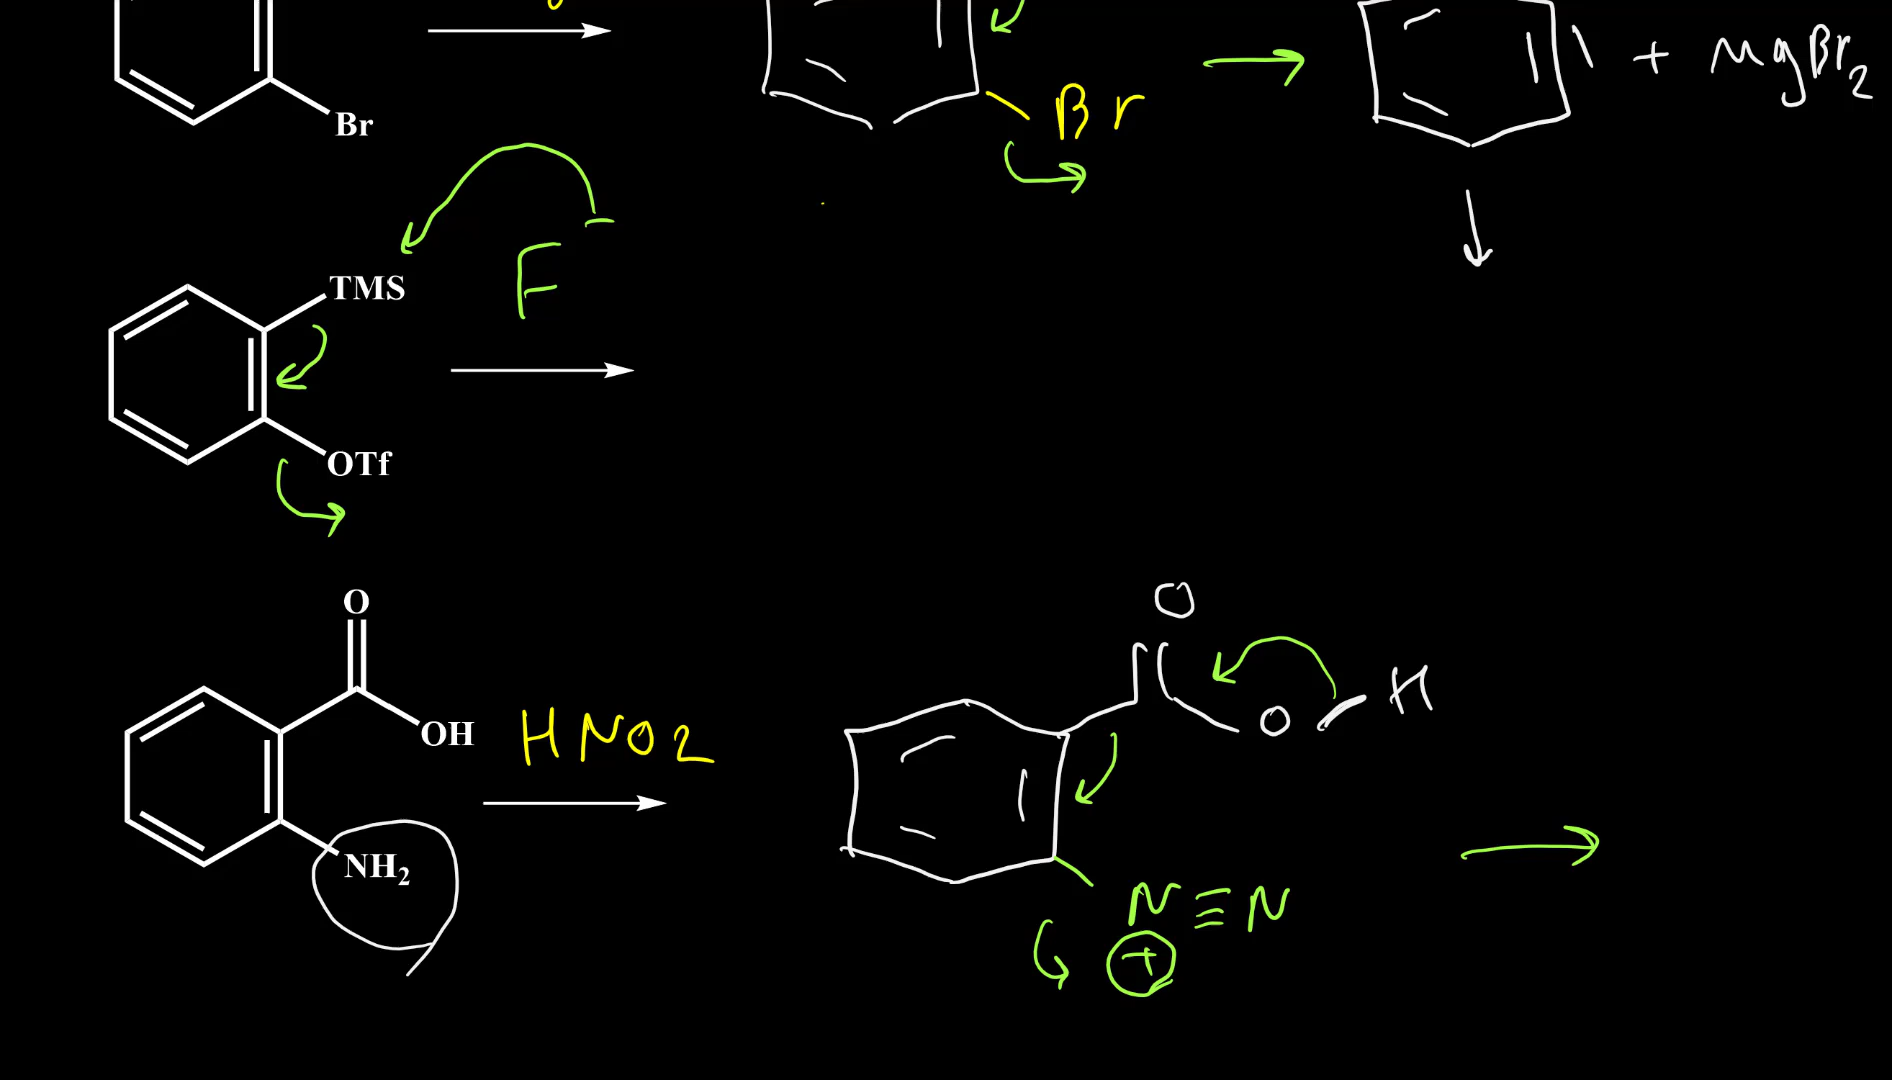 Br
Br
+ MgBr2
TMS
F−
OTf
O
OH
HNO2
NH2
O
O H
N≡N
+